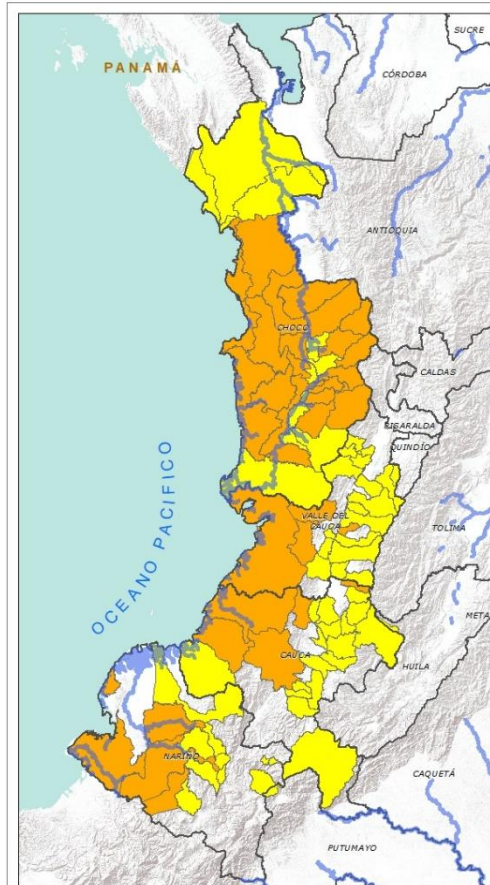 SUCRE
PANAMÁ
CÓRDOBA
ANTIOQUIA
CHOCÓ
CALDAS
RISARALDA
QUINDÍO
OCEANO PACÍFICO
VALLE DEL
CAUCA
TOLIMA
META
CAUCA
HUILA
NARIÑO
CAQUETÁ
PUTUMAYO